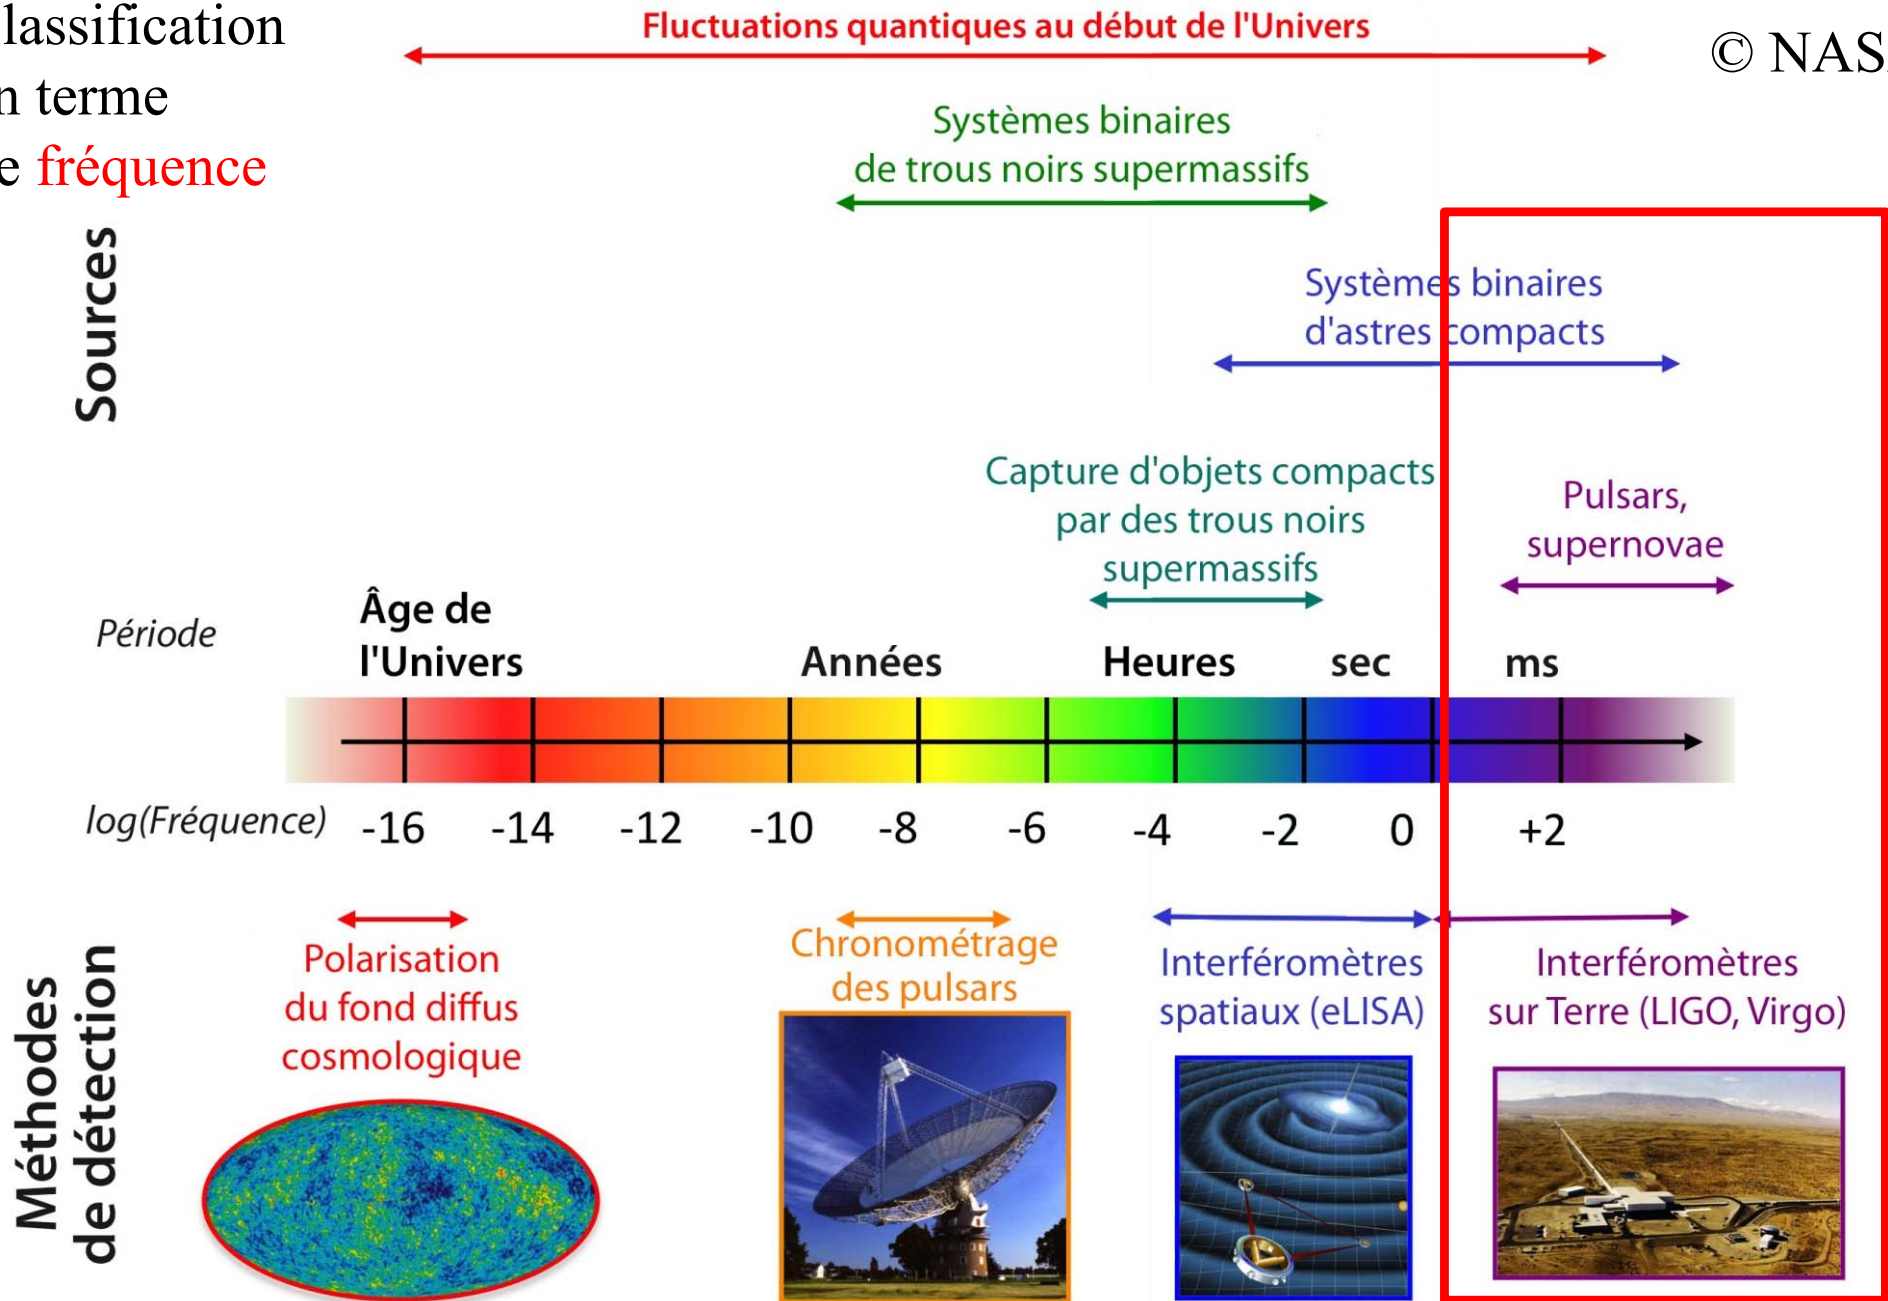 lassification
n terme
e fréquence
© NAS
Fluctuations quantiques au début de l'Univers
Systèmes binaires
de trous noirs supermassifs
Sources
Systèmes binaires
d'astres compacts
Capture d'objets compacts
par des trous noirs
supermassifs
Pulsars,
supernovae
Période
Âge de
l'Univers
Années
Heures
sec
ms
log(Fréquence)
-16
-14
-12
-10
-8
-6
-4
-2
0
+2
Méthodes
de détection
Polarisation
du fond diffus
cosmologique
Chronométrage
des pulsars
Interféromètres
spatiaux (eLISA)
Interféromètres
sur Terre (LIGO, Virgo)